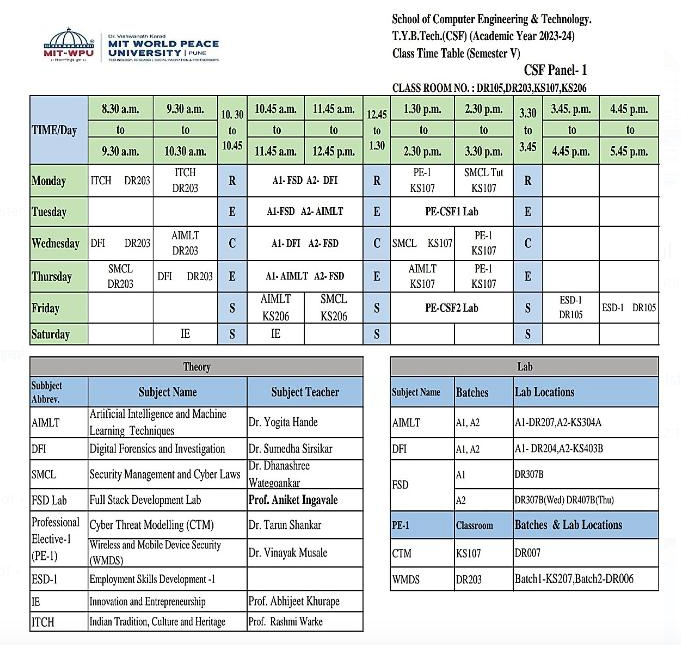 MIT-WPU
Dr. Vishwanath Karad
MIT WORLD PEACE
UNIVERSITY | PUNE
TECHNOLOGY, RESEARCH, SOCIAL INNOVATION & PARTNERSHIPS
School of Computer Engineering & Technology.
T.Y.B.Tech.(CSF) (Academic Year 2023-24)
Class Time Table (Semester V)
CSF Panel- 1
CLASS ROOM NO. : DR105,DR203,KS107,KS206
TIME/Day
8.30 a.m. to 9.30 a.m.
9.30 a.m. to 10.30 a.m.
10. 30 to 10.45
10.45 a.m. to 11.45 a.m.
11.45 a.m. to 12.45 p.m.
12.45 to 1.30
1.30 p.m. to 2.30 p.m.
2.30 p.m. to 3.30 p.m.
3.30 to 3.45
3.45. p.m. to 4.45 p.m.
4.45 p.m. to 5.45 p.m.
Monday ITCH DR203 ITCH DR203 R A1- FSD A2- DFI R PE-1 KS107 SMCL Tut KS107 R
Tuesday E A1-FSD A2- AIMLT E PE-CSF1 Lab E
Wednesday DFI DR203 AIMLT DR203 C A1- DFI A2- FSD C SMCL KS107 PE-1 KS107 C
Thursday SMCL DR203 DFI DR203 E A1- AIMLT A2- FSD E AIMLT KS107 PE-1 KS107 E
Friday S AIMLT KS206 SMCL KS206 S PE-CSF2 Lab S ESD-1 DR105 ESD-1 DR105
Saturday IE S IE S S
Theory
Subbject Abbrev. Subject Name Subject Teacher
AIMLT Artificial Intelligence and Machine Learning Techniques Dr. Yogita Hande
DFI Digital Forensics and Investigation Dr. Sumedha Sirsikar
SMCL Security Management and Cyber Laws Dr. Dhanashree Wategoankar
FSD Lab Full Stack Development Lab Prof. Aniket Ingavale
Professional Elective-1 (PE-1) Cyber Threat Modelling (CTM) Dr. Tarun Shankar
Wireless and Mobile Device Security (WMDS) Dr. Vinayak Musale
ESD-1 Employment Skills Development -1
IE Innovation and Entrepreneurship Prof. Abhijeet Khurape
ITCH Indian Tradition, Culture and Heritage Prof. Rashmi Warke
Lab
Subject Name Batches Lab Locations
AIMLT A1, A2 A1-DR207,A2-KS304A
DFI A1, A2 A1- DR204,A2-KS403B
FSD A1 DR307B
A2 DR307B(Wed) DR407B(Thu)
PE-1 Classroom Batches & Lab Locations
CTM KS107 DR007
WMDS DR203 Batch1-KS207,Batch2-DR006